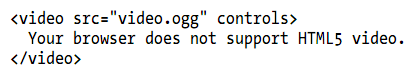 <video src="video.ogg" controls>
  Your browser does not support HTML5 video.
</video>